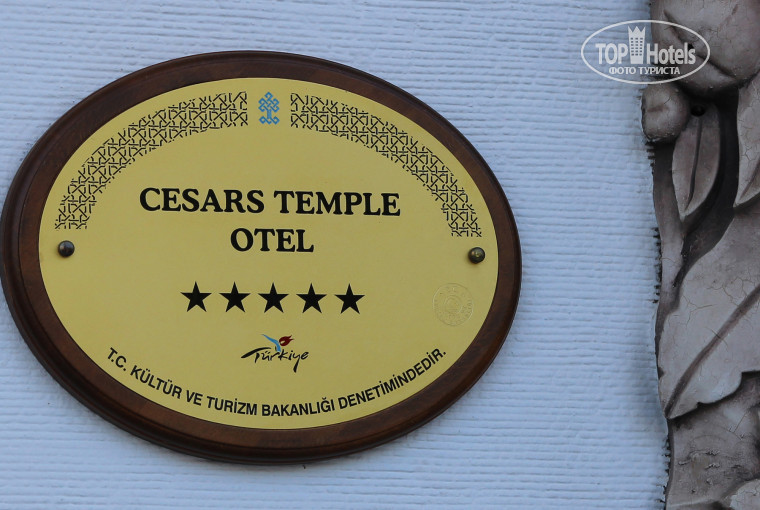 TOP Hotels
ФОТО ТУРИСТА
CESARS TEMPLE
OTEL
Türkiye
T.C. KÜLTÜR VE TURİZM BAKANLIĞI DENETİMİNDEDİR.